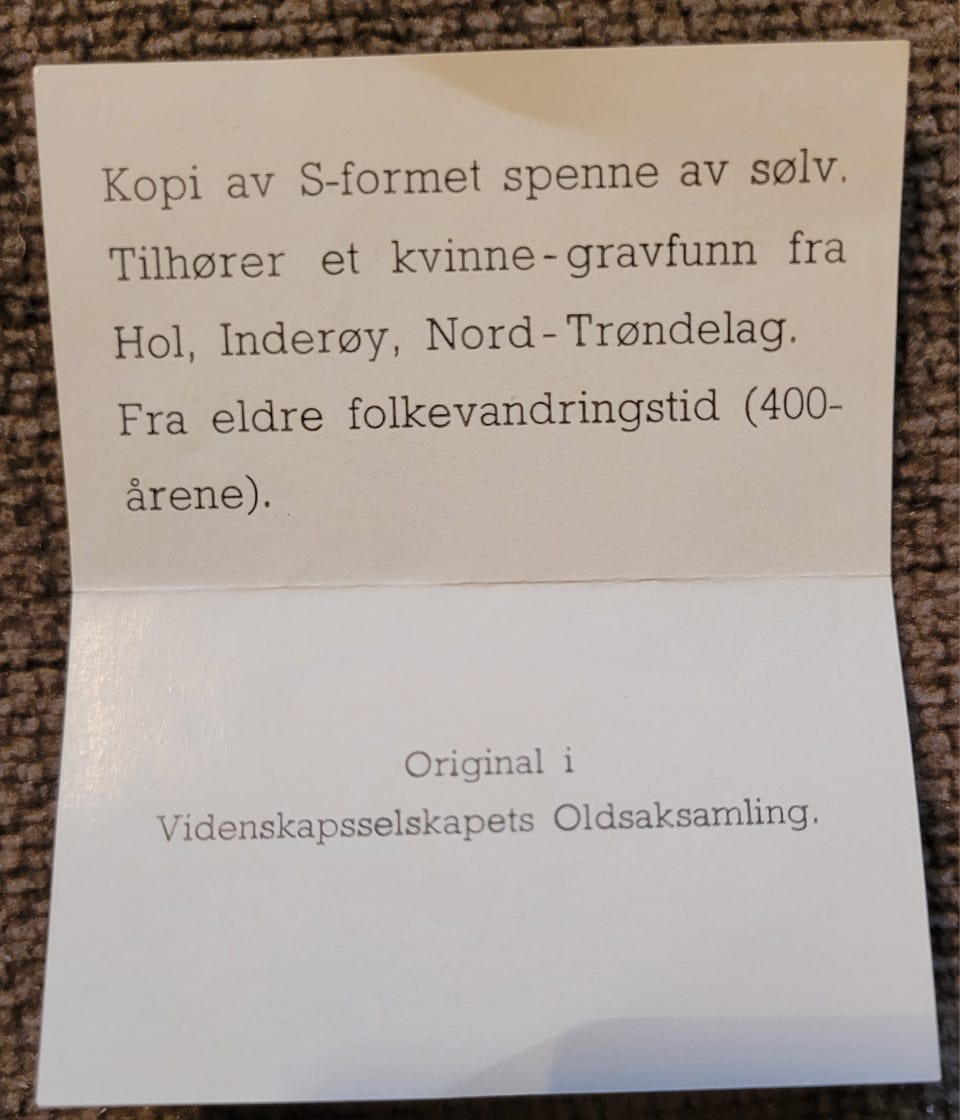 Kopi av S-formet spenne av sølv.
Tilhører et kvinne-gravfunn fra
Hol, Inderøy, Nord-Trøndelag.
Fra eldre folkevandringstid (400-
årene).
Original i
Videnskapsselskapets Oldsaksamling.